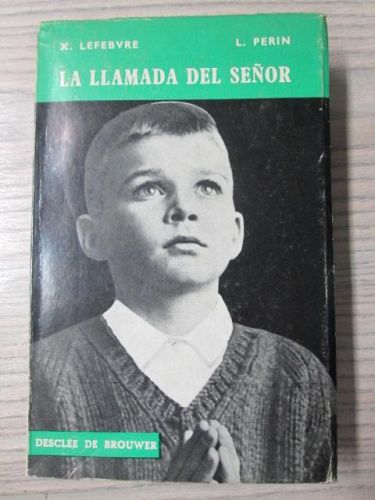 X. LEFEBVRE L. PERIN
LA LLAMADA DEL SEÑOR
DESCLÉE DE BROUWER